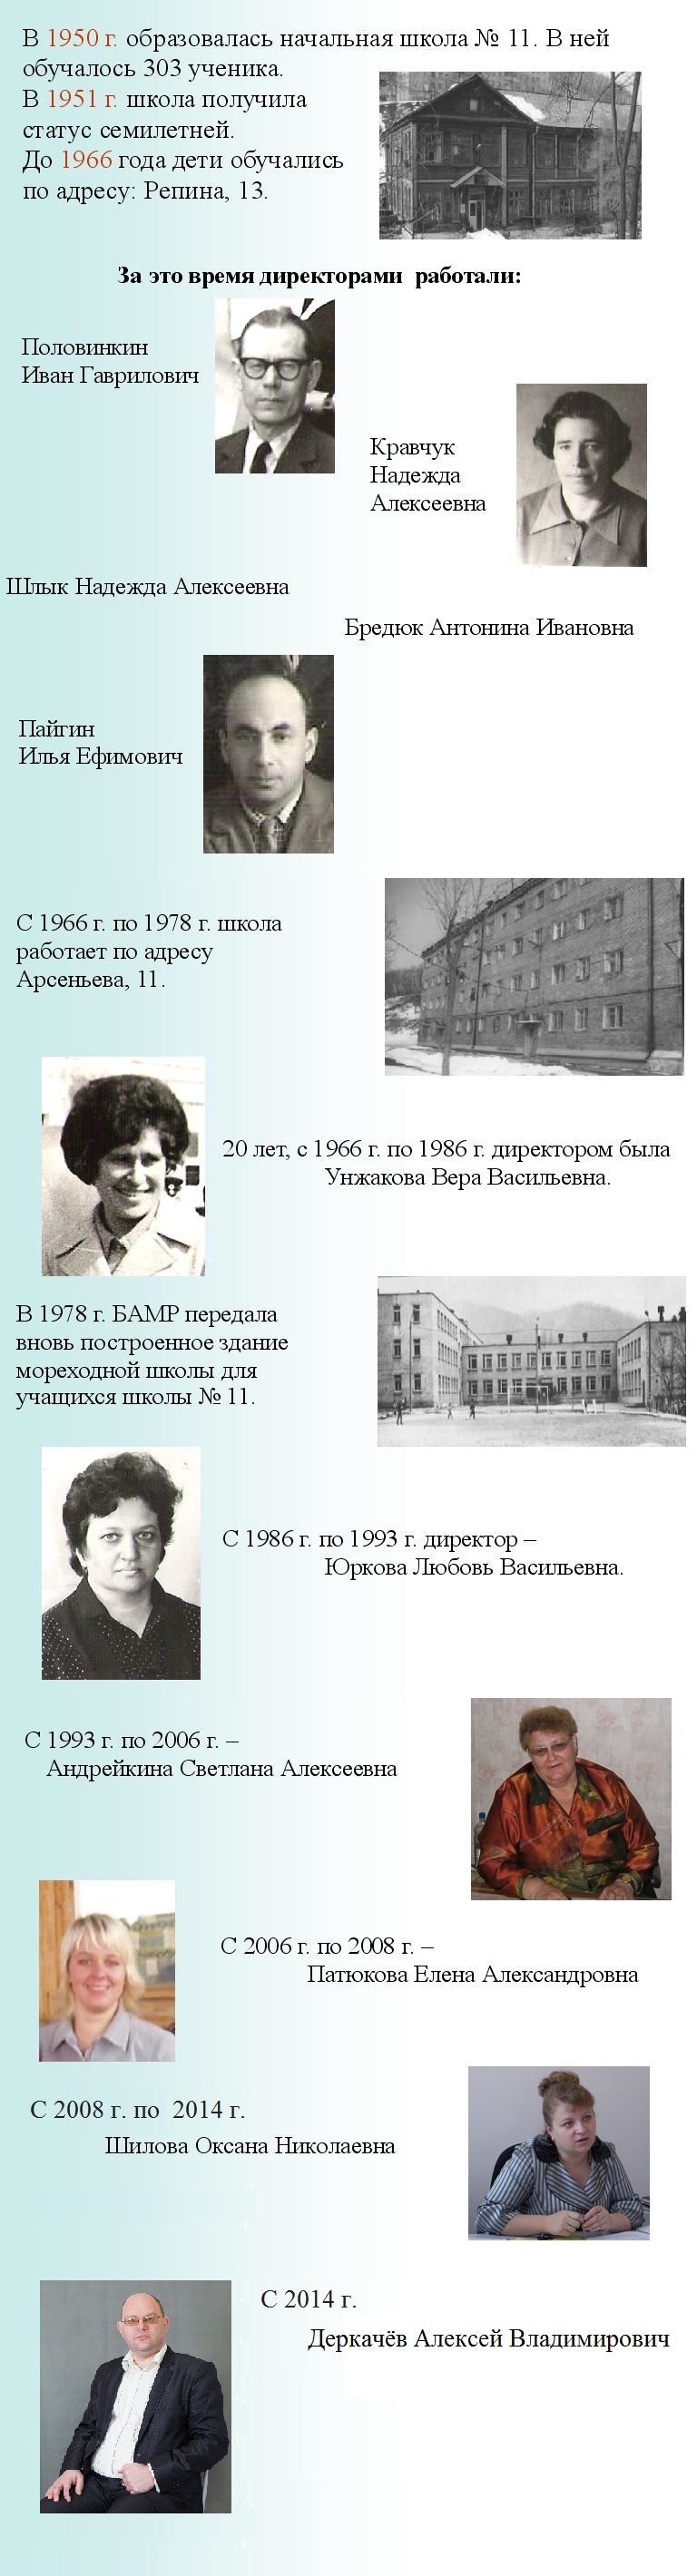 В 1950 г. образовалась начальная школа № 11. В ней
обучалось 303 ученика.
В 1951 г. школа получила
статус семилетней.
До 1966 года дети обучались
по адресу: Репина, 13.
За это время директорами работали:
Половинкин
Иван Гаврилович
Кравчук
Надежда
Алексеевна
Шлык Надежда Алексеевна
Бредюк Антонина Ивановна
Пайгин
Илья Ефимович
С 1966 г. по 1978 г. школа
работает по адресу
Арсеньева, 11.
20 лет, с 1966 г. по 1986 г. директором была
Унжакова Вера Васильевна.
В 1978 г. БАМР передала
вновь построенное здание
мореходной школы для
учащихся школы № 11.
С 1986 г. по 1993 г. директор –
Юркова Любовь Васильевна.
С 1993 г. по 2006 г. –
Андрейкина Светлана Алексеевна
С 2006 г. по 2008 г. –
Патюкова Елена Александровна
С 2008 г. по 2014 г.
Шилова Оксана Николаевна
С 2014 г.
Деркачёв Алексей Владимирович